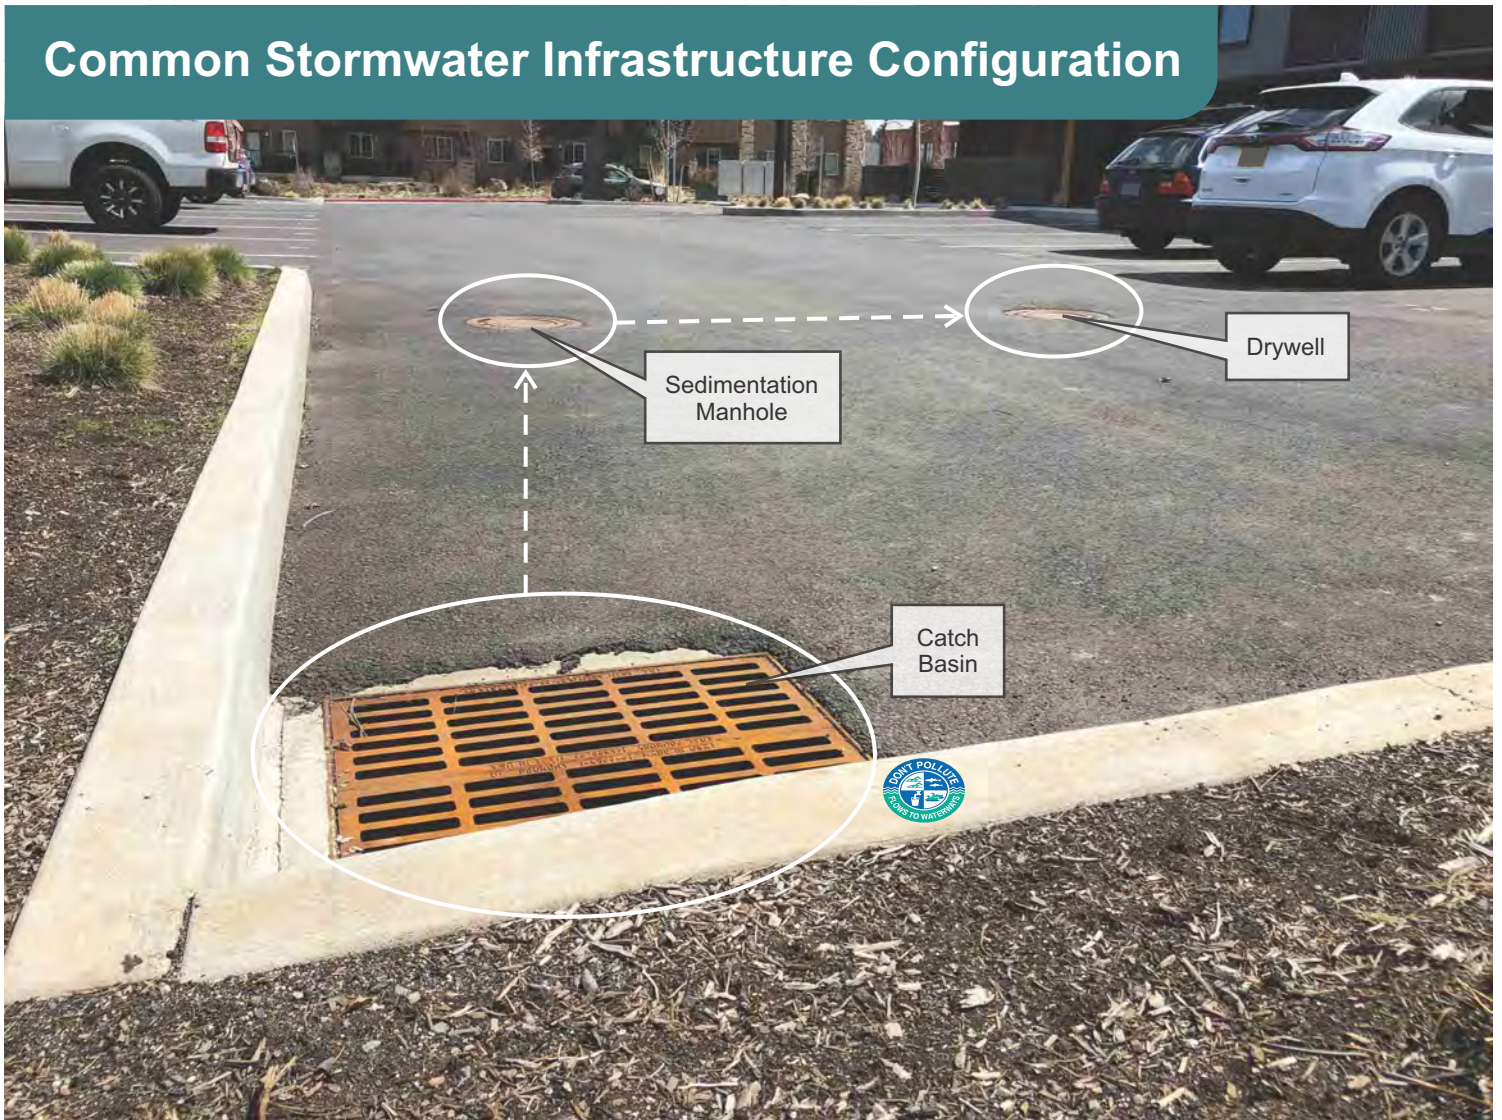 Common Stormwater Infrastructure Configuration
Drywell
Sedimentation
Manhole
Catch
Basin
DON'T POLLUTE
FLOWS TO WATERWAYS